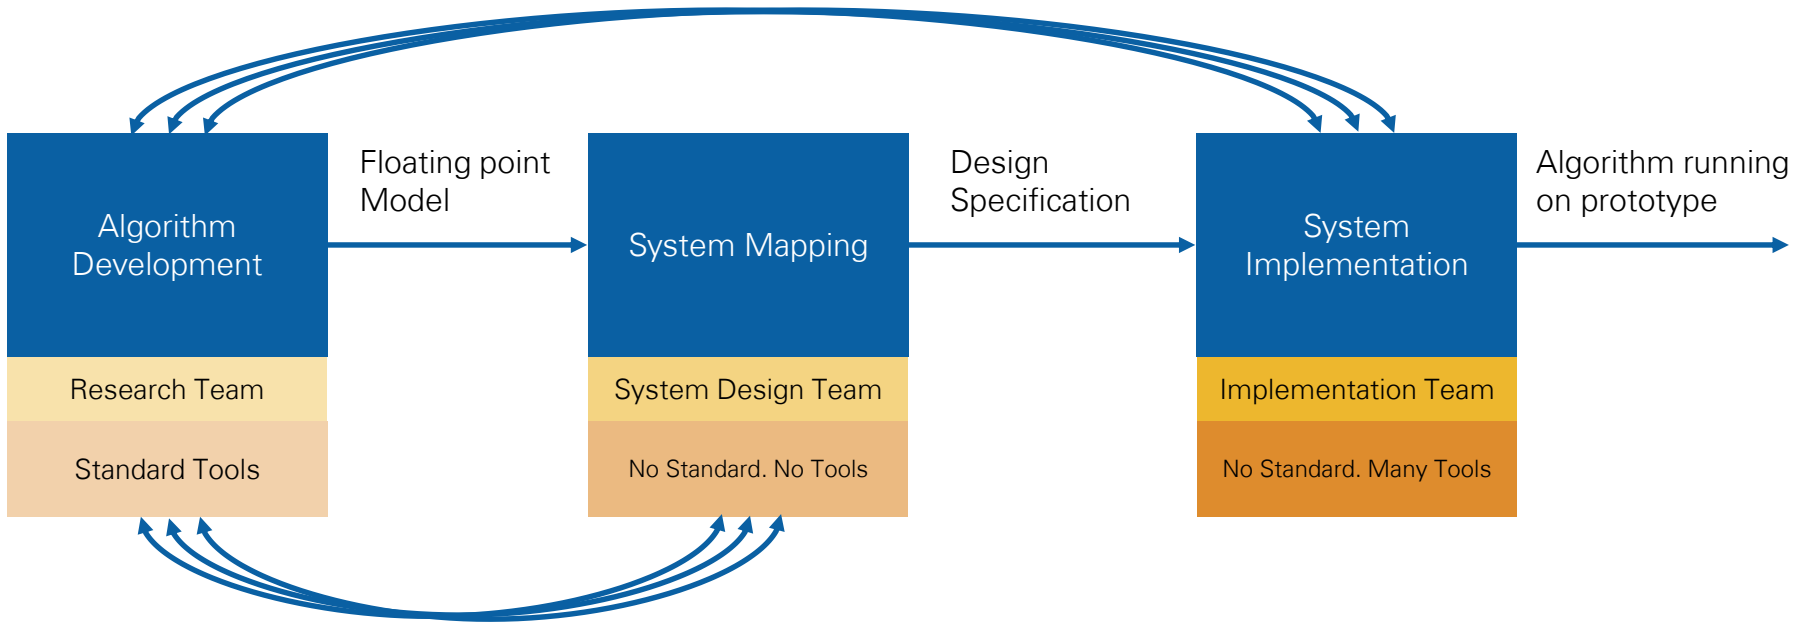 Algorithm
Development
Research Team
Standard Tools
Floating point
Model
System Mapping
System Design Team
No Standard. No Tools
Design
Specification
System
Implementation
Implementation Team
No Standard. Many Tools
Algorithm running
on prototype